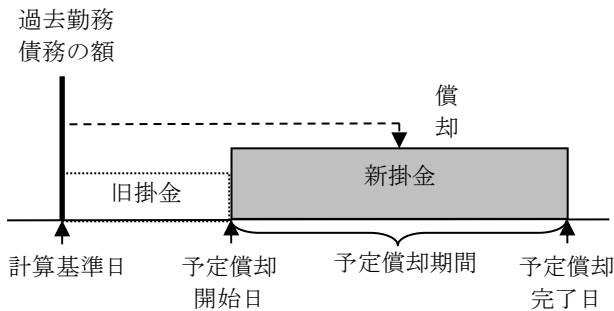 過去勤務
債務の額
償
却
旧掛金
新掛金
計算基準日
予定償却
開始日
予定償却期間
予定償却
完了日